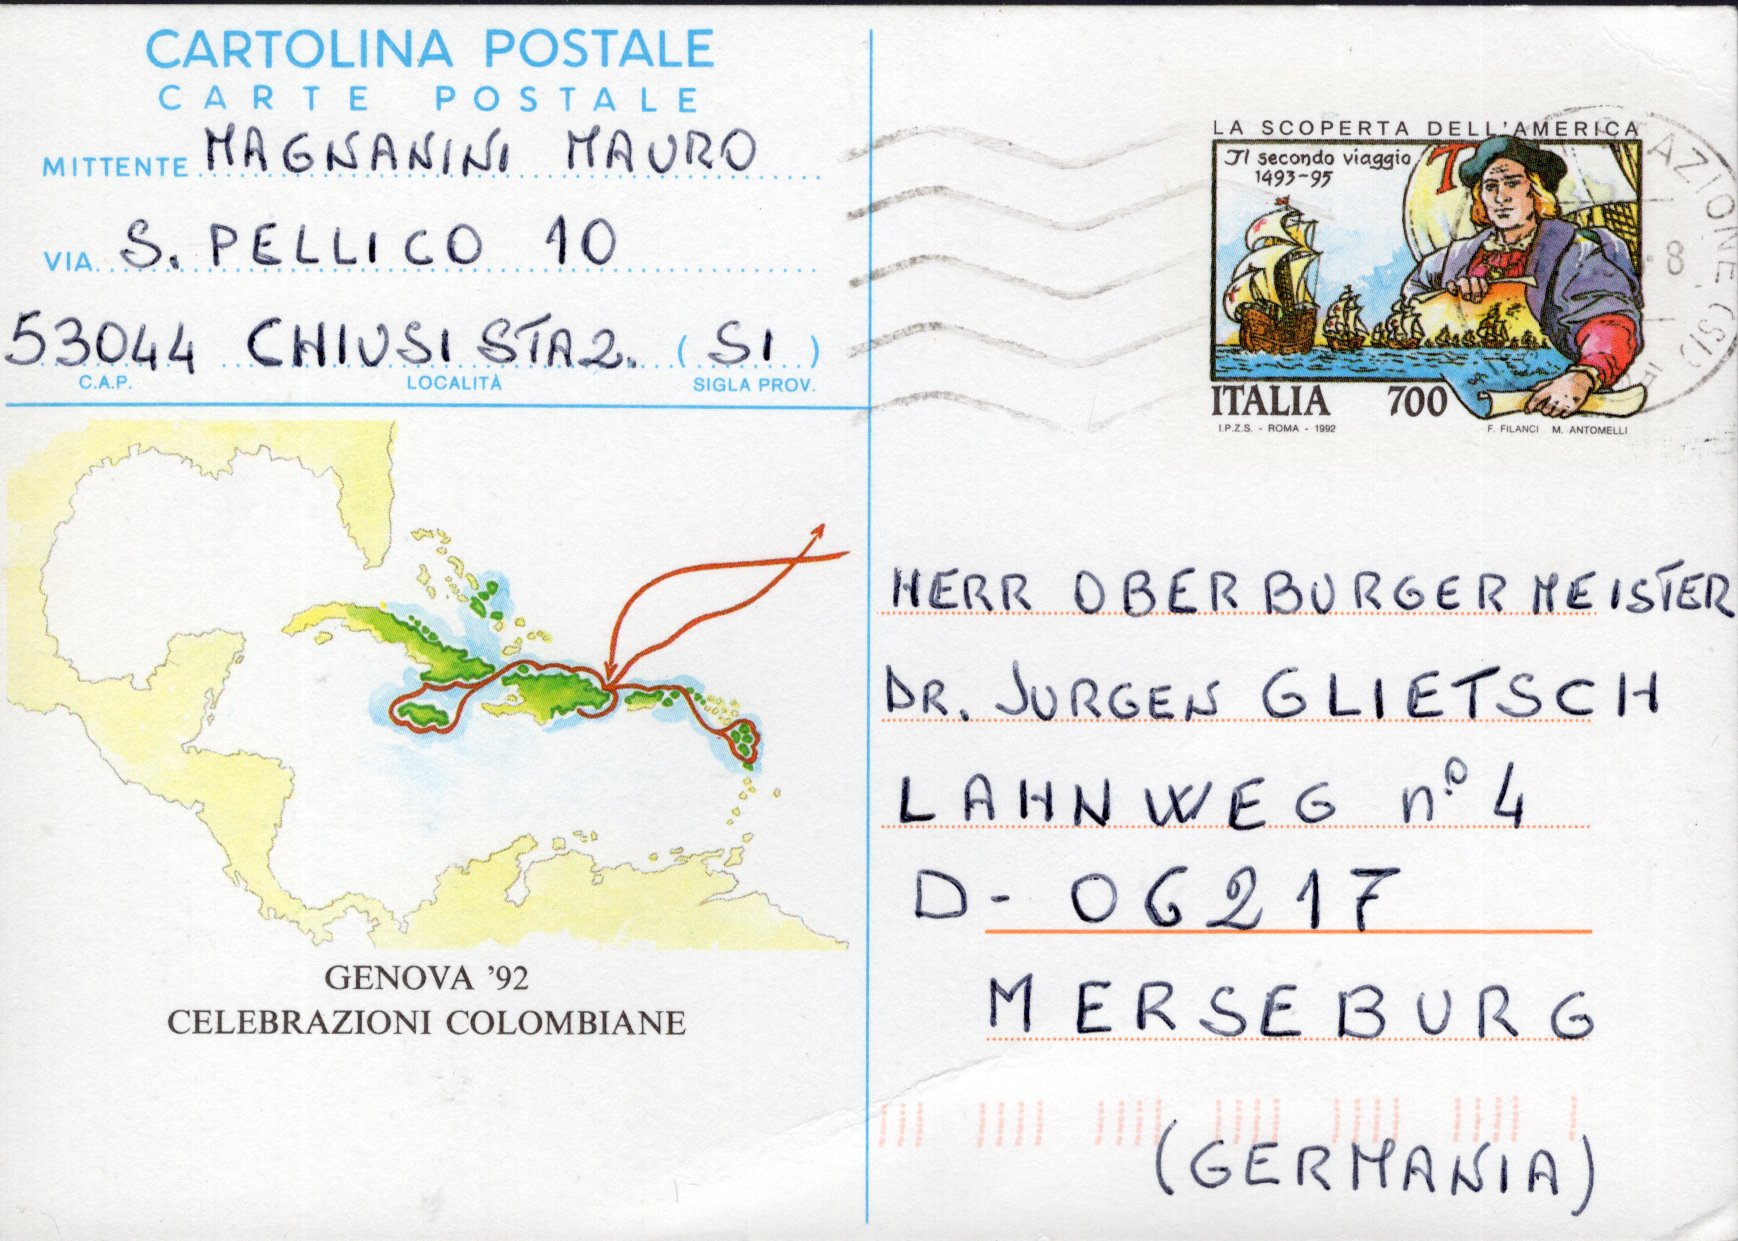 CARTOLINA POSTALE
CARTE POSTALE
MITTENTE MAGNANINI MAURO
VIA S. PELLICO 10
53044 CHIUSI STAZ. (SI)
C.A.P. LOCALITÀ SIGLA PROV.
GENOVA '92
CELEBRAZIONI COLOMBIANE
LA SCOPERTA DELL'AMERICA
Il secondo viaggio
1493-95
ITALIA 700
I.P.Z.S. - ROMA - 1992 F. FILANCI M. ANTOMELLI
AZIONE (SI)
8
HERR OBERBURGERMEISTER
DR. JURGEN GLIETSCH
LAHNWEG nº 4
D- 06217
MERSEBURG
(GERMANIA)